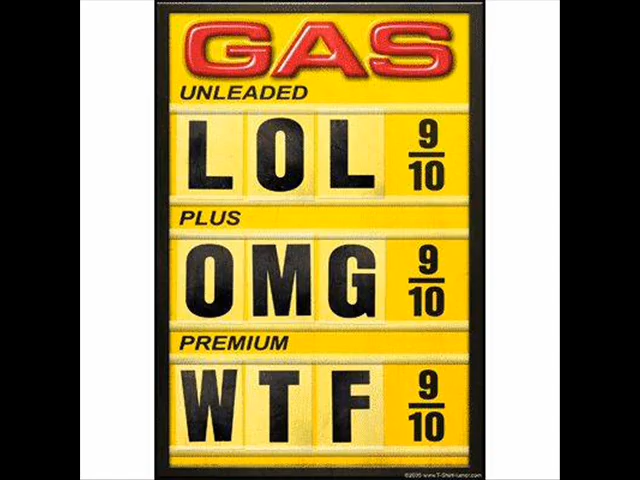 GAS
UNLEADED
LOL 9/10
PLUS
OMG 9/10
PREMIUM
WTF 9/10